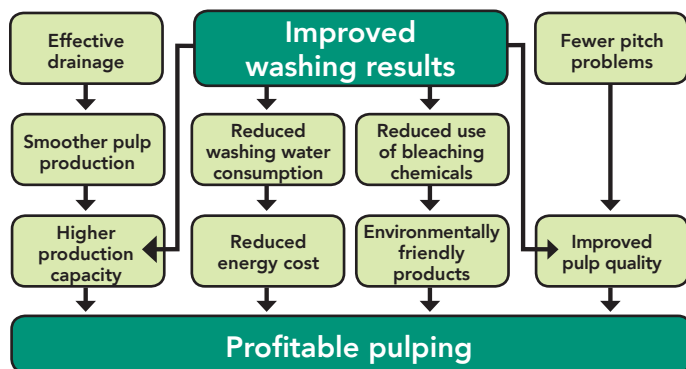 Effective
drainage
Improved
washing results
Fewer pitch
problems
Smoother pulp
production
Reduced
washing water
consumption
Reduced use
of bleaching
chemicals
Higher
production
capacity
Reduced
energy cost
Environmentally
friendly
products
Improved
pulp quality
Profitable pulping